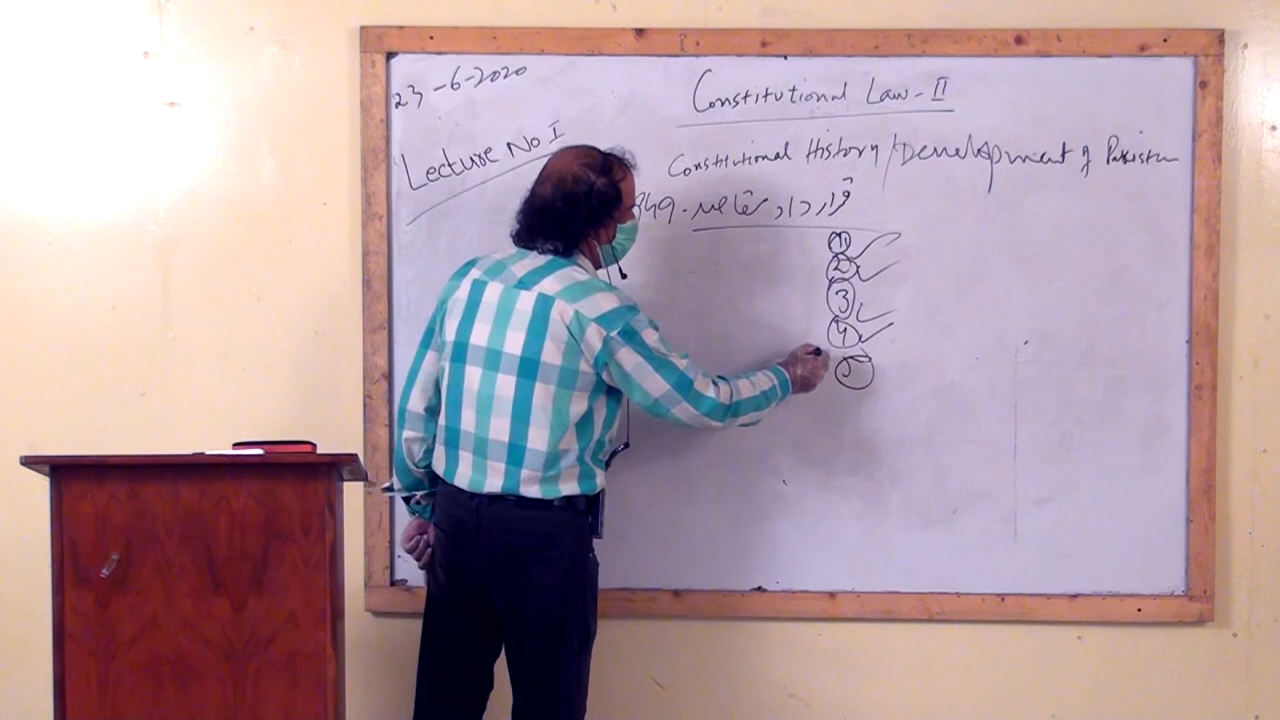 23-6-2020
Constitutional Law-II
Lecture No I
Constitutional History/Development of Pakistan
قرارداد مقاصد-949
1
2
3
4
5